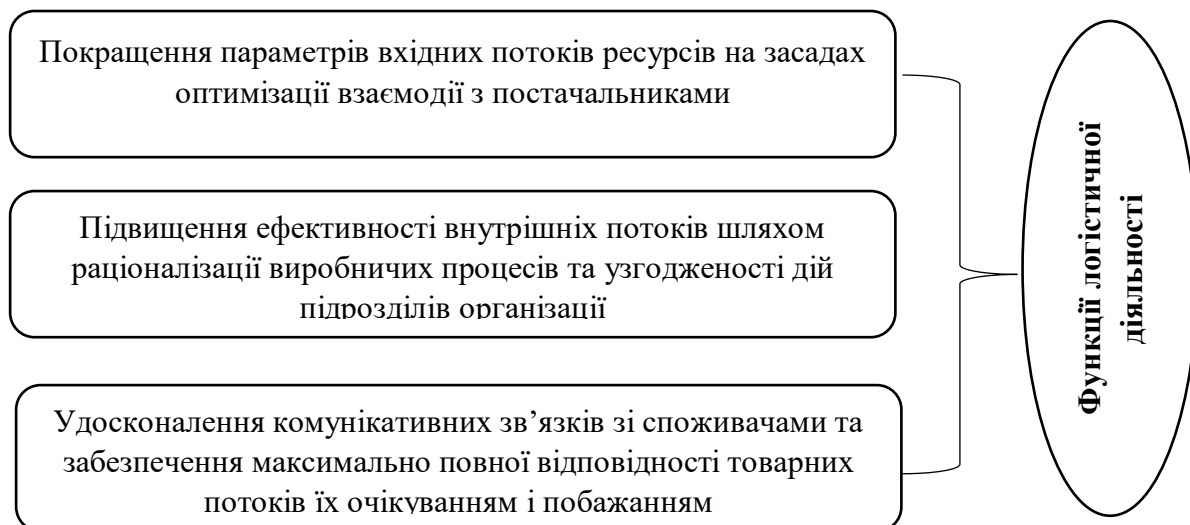 Покращення параметрів вхідних потоків ресурсів на засадах
оптимізації взаємодії з постачальниками
Підвищення ефективності внутрішніх потоків шляхом
раціоналізації виробничих процесів та узгодженості дій
підрозділів організації
Удосконалення комунікативних зв’язків зі споживачами та
забезпечення максимально повної відповідності товарних
потоків їх очікуванням і побажанням
Функції логістичної
діяльності